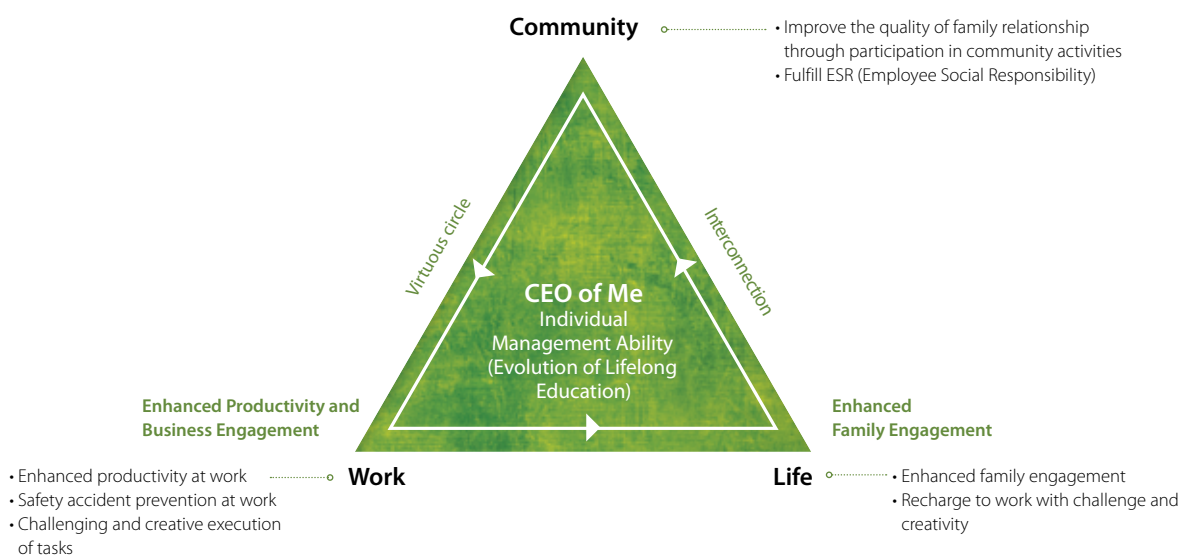 Community
• Improve the quality of family relationship
through participation in community activities
• Fulfill ESR (Employee Social Responsibility)
Virtuous circle
Interconnection
CEO of Me
Individual
Management Ability
(Evolution of Lifelong
Education)
Enhanced Productivity and
Business Engagement
Enhanced
Family Engagement
Work
• Enhanced productivity at work
• Safety accident prevention at work
• Challenging and creative execution
of tasks
Life
• Enhanced family engagement
• Recharge to work with challenge and
creativity